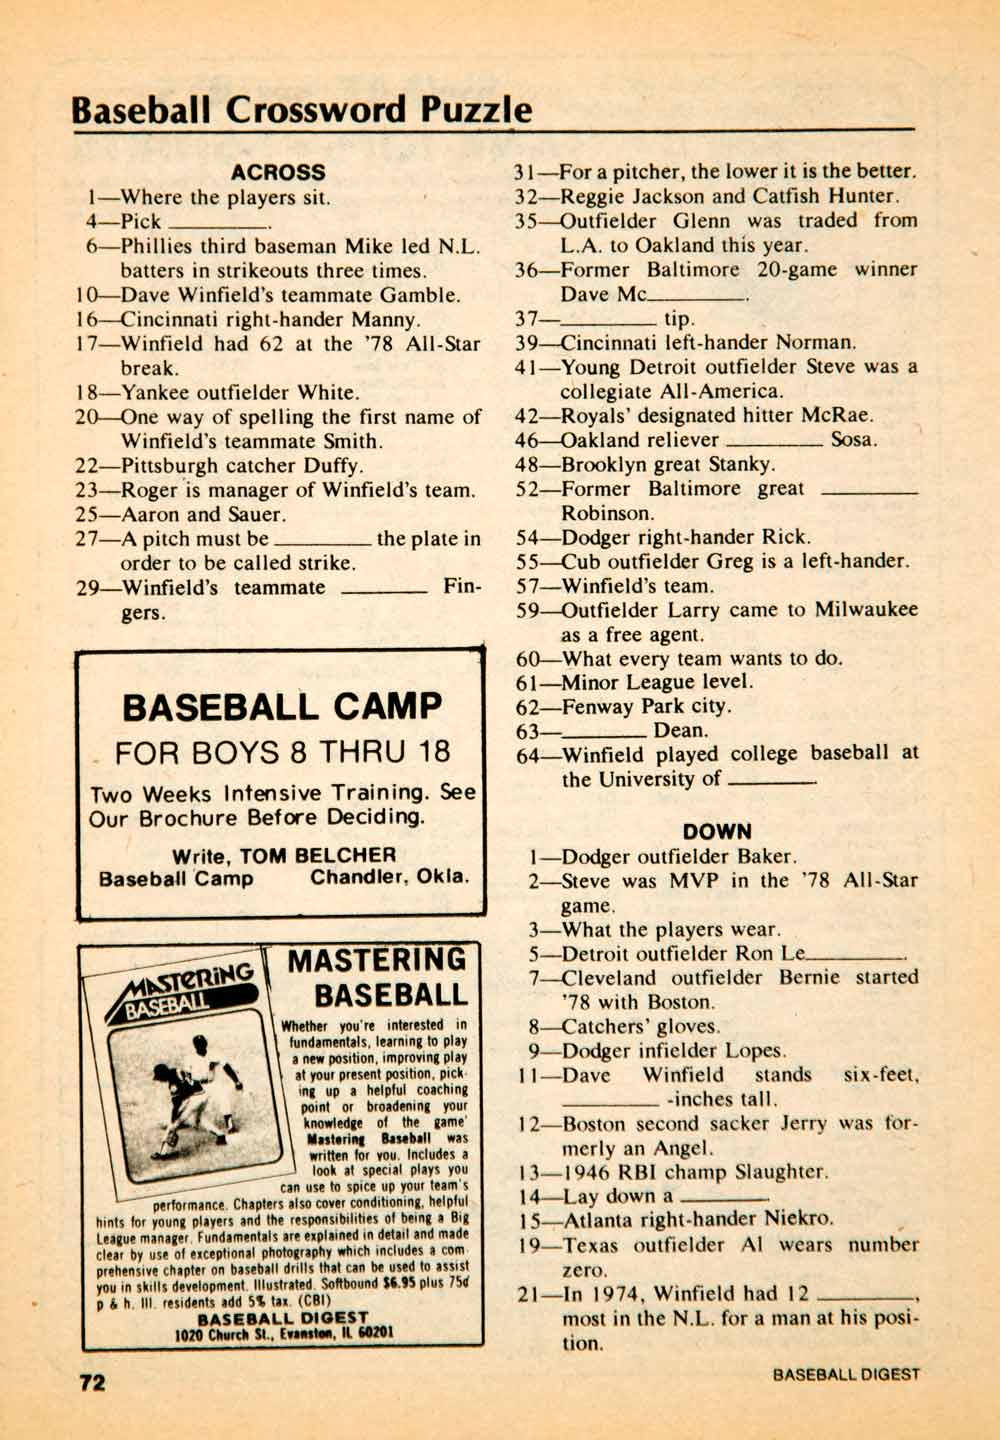 Baseball Crossword Puzzle
ACROSS
1—Where the players sit.
4—Pick ________.
6—Phillies third baseman Mike led N.L.
batters in strikeouts three times.
10—Dave Winfield's teammate Gamble.
16—Cincinnati right-hander Manny.
17—Winfield had 62 at the '78 All-Star
break.
18—Yankee outfielder White.
20—One way of spelling the first name of
Winfield's teammate Smith.
22—Pittsburgh catcher Duffy.
23—Roger is manager of Winfield's team.
25—Aaron and Sauer.
27—A pitch must be ________ the plate in
order to be called strike.
29—Winfield's teammate ________ Fin-
gers.
BASEBALL CAMP
FOR BOYS 8 THRU 18
Two Weeks Intensive Training. See
Our Brochure Before Deciding.
Write, TOM BELCHER
Baseball Camp Chandler, Okla.
MASTERING
BASEBALL
MASTERING
BASEBALL
Whether you're interested in
fundamentals, learning to play
a new position, improving play
at your present position, pick-
ing up a helpful coaching
point or broadening your
knowledge of the game'
Mastering Baseball was
written for you. Includes a
look at special plays you
can use to spice up your team's
performance. Chapters also cover conditioning, helpful
hints for young players and the responsibilities of being a Big
League manager. Fundamentals are explained in detail and made
clear by use of exceptional photography which includes a com
prehensive chapter on baseball drills that can be used to assist
you in skills development. Illustrated. Softbound $6.95 plus 75¢
p & h. Ill. residents add 5% tax. (CBI)
BASEBALL DIGEST
1020 Church St., Evanston, IL 60201
72
31—For a pitcher, the lower it is the better.
32—Reggie Jackson and Catfish Hunter.
35—Outfielder Glenn was traded from
L.A. to Oakland this year.
36—Former Baltimore 20-game winner
Dave Mc________.
37—________ tip.
39—Cincinnati left-hander Norman.
41—Young Detroit outfielder Steve was a
collegiate All-America.
42—Royals' designated hitter McRae.
46—Oakland reliever ________ Sosa.
48—Brooklyn great Stanky.
52—Former Baltimore great ________
Robinson.
54—Dodger right-hander Rick.
55—Cub outfielder Greg is a left-hander.
57—Winfield's team.
59—Outfielder Larry came to Milwaukee
as a free agent.
60—What every team wants to do.
61—Minor League level.
62—Fenway Park city.
63—________ Dean.
64—Winfield played college baseball at
the University of ________.
DOWN
1—Dodger outfielder Baker.
2—Steve was MVP in the '78 All-Star
game.
3—What the players wear.
5—Detroit outfielder Ron Le________.
7—Cleveland outfielder Bernie started
'78 with Boston.
8—Catchers' gloves.
9—Dodger infielder Lopes.
11—Dave Winfield stands six-feet,
________ -inches tall.
12—Boston second sacker Jerry was for-
merly an Angel.
13—1946 RBI champ Slaughter.
14—Lay down a ________.
15—Atlanta right-hander Niekro.
19—Texas outfielder Al wears number
zero.
21—In 1974, Winfield had 12 ________,
most in the N.L. for a man at his posi-
tion.
BASEBALL DIGEST